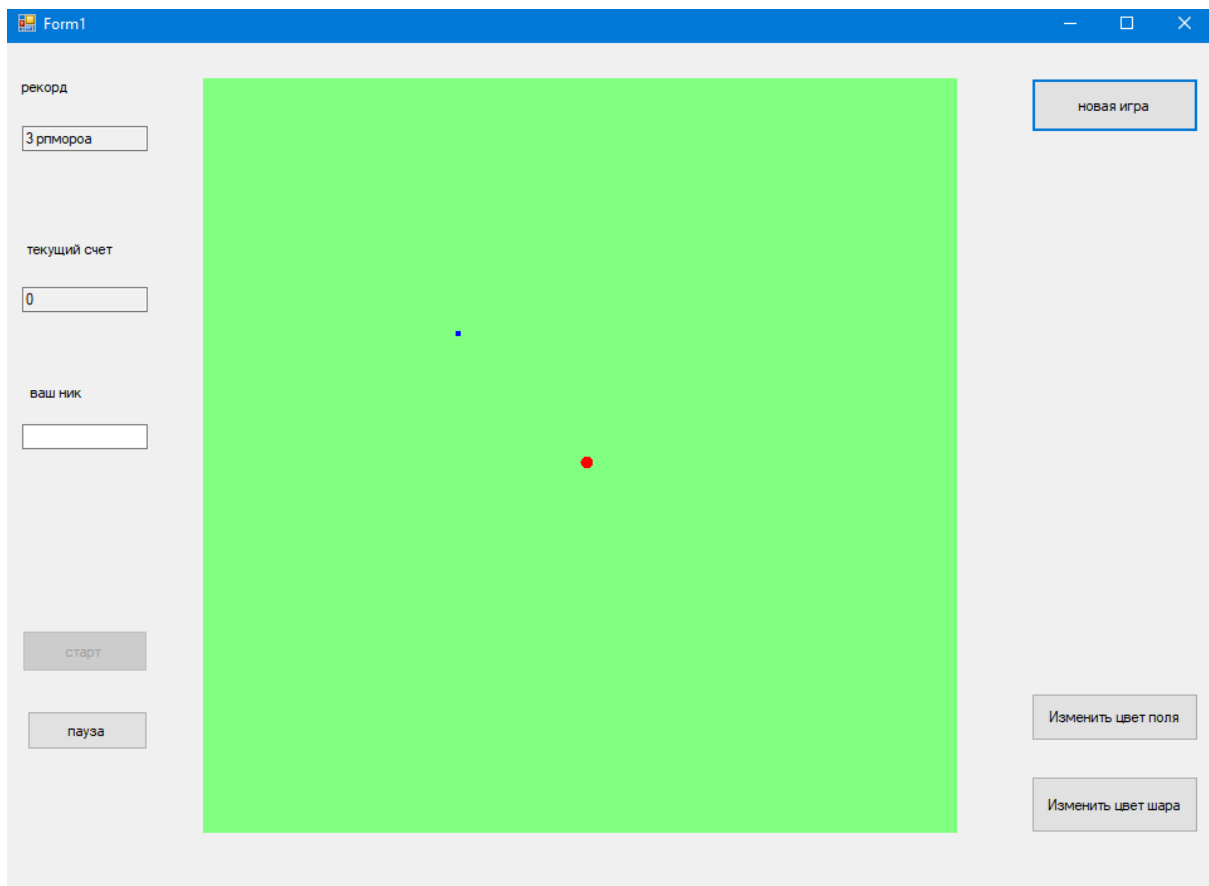 Form1
рекорд
3 рпмороа
текущий счет
0
ваш ник
старт
пауза
новая игра
Изменить цвет поля
Изменить цвет шара